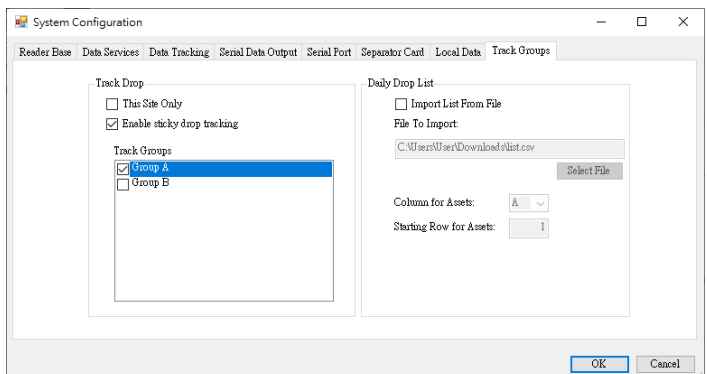 System Configuration
Reader Base Data Services Data Tracking Serial Data Output Serial Port Separator Card Local Data Track Groups
Track Drop
This Site Only
Enable sticky drop tracking
Track Groups
Group A
Group B
Daily Drop List
Import List From File
File To Import:
C:\Users\User\Downloads\list.csv
Select File
Column for Assets: A
Starting Row for Assets: 1
OK Cancel